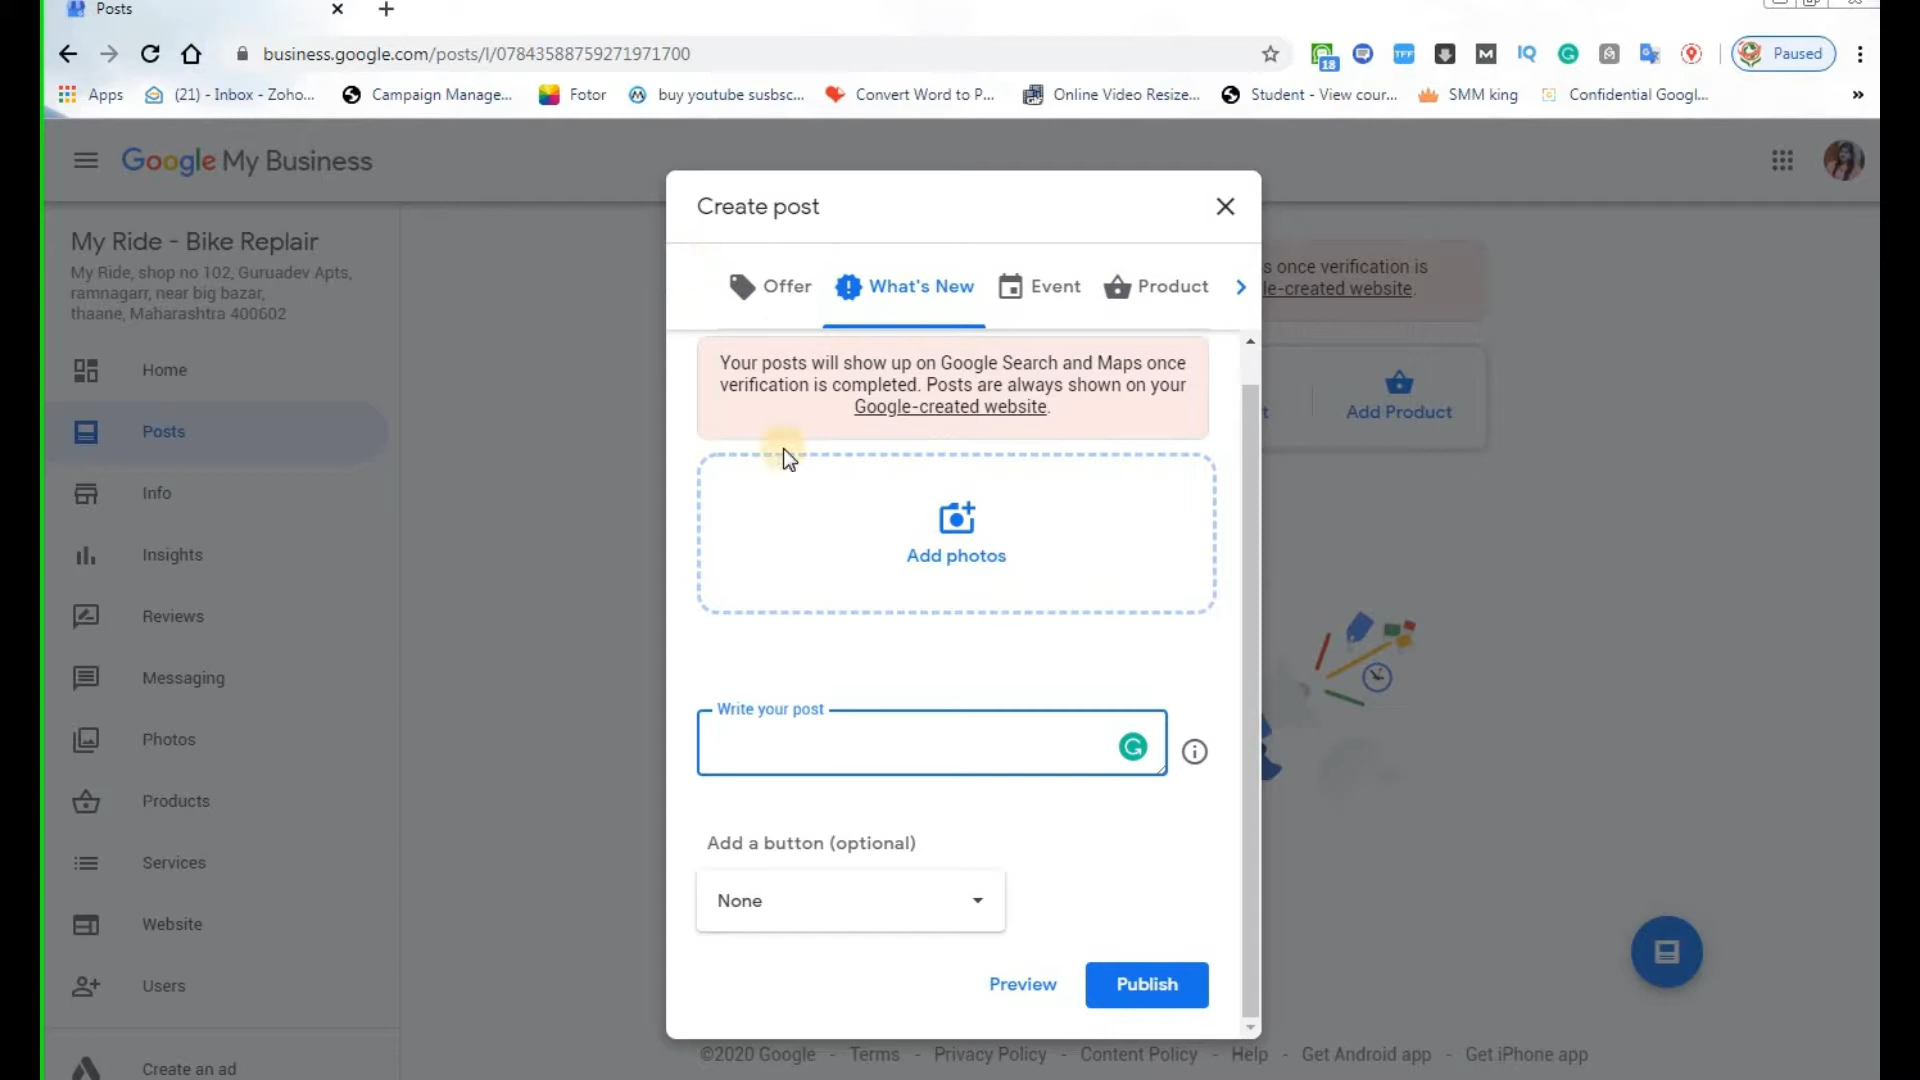 Posts
business.google.com/posts/l/07843588759271971700
18
TFF
M
IQ
Paused
Apps
(21) - Inbox - Zoho...
Campaign Manage...
Fotor
buy youtube susbsc...
Convert Word to P...
Online Video Resize...
Student - View cour...
SMM king
Confidential Googl...
»
Google My Business
My Ride - Bike Replair
My Ride, shop no 102, Guruadev Apts,
ramnagarr, near big bazar,
thaane, Maharashtra 400602
Home
Posts
Info
Insights
Reviews
Messaging
Photos
Products
Services
Website
Users
Create an ad
Create post
Offer
What's New
Event
Product
Your posts will show up on Google Search and Maps once
verification is completed. Posts are always shown on your
Google-created website.
Add photos
Write your post
Add a button (optional)
None
Preview
Publish
s once verification is
le-created website.
t
Add Product
©2020 Google - Terms - Privacy Policy - Content Policy - Help - Get Android app - Get iPhone app